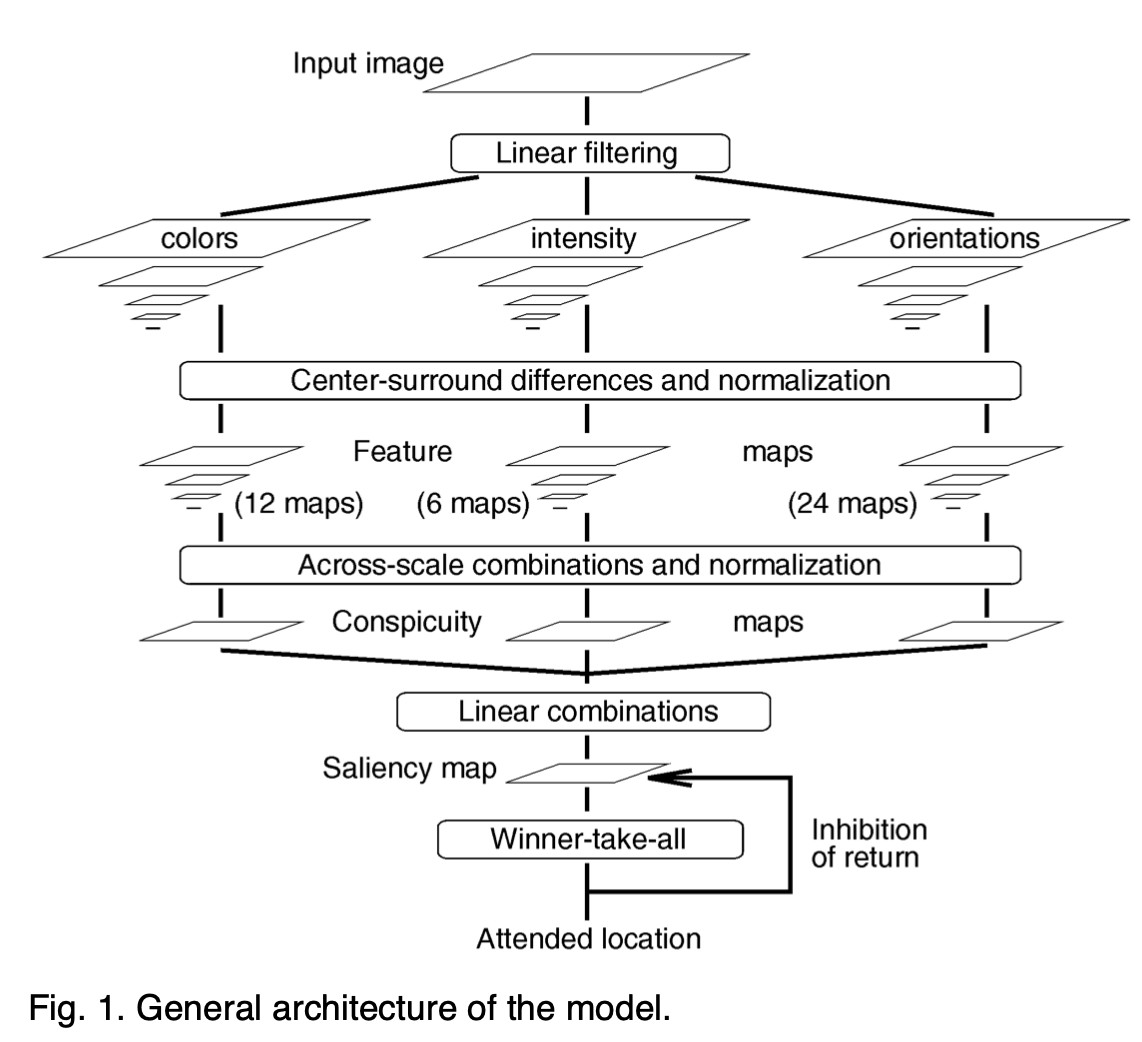 Input image
Linear filtering
colors intensity orientations
Center-surround differences and normalization
Feature maps
(12 maps) (6 maps) (24 maps)
Across-scale combinations and normalization
Conspicuity maps
Linear combinations
Saliency map
Winner-take-all
Inhibition
of return
Attended location
Fig. 1. General architecture of the model.